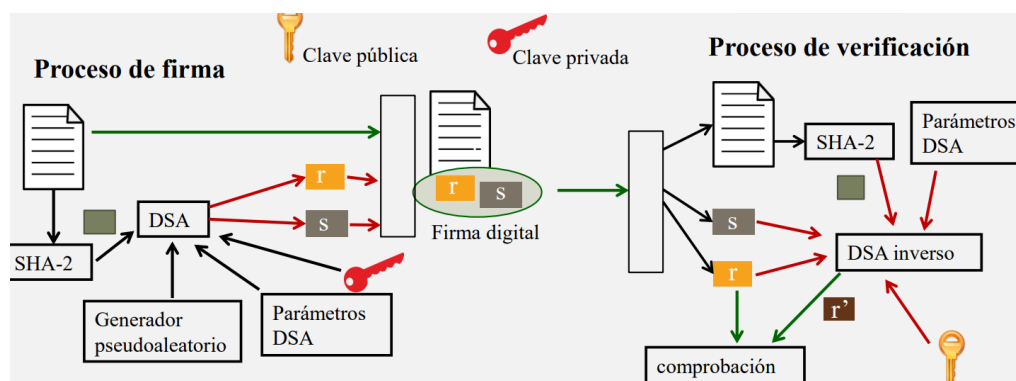 Clave pública
Clave privada
Proceso de firma
Proceso de verificación
r
s
DSA
SHA-2
Generador
pseudoaleatorio
Parámetros
DSA
r
s
Firma digital
SHA-2
Parámetros
DSA
s
r
DSA inverso
r’
comprobación